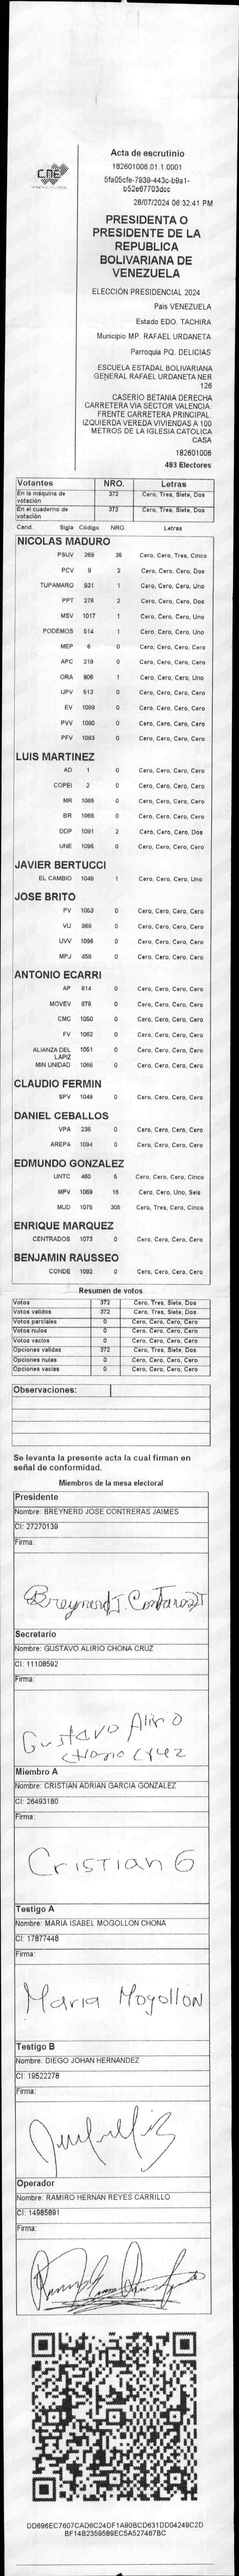 CNE
Acta de escrutinio
182601006.01.1.0001
5fa05cfe-7939-443c-b9a1-
b52e67703dcc
28/07/2024 06:32:41 PM
PRESIDENTA O
PRESIDENTE DE LA
REPUBLICA
BOLIVARIANA DE
VENEZUELA
ELECCIÓN PRESIDENCIAL 2024
Pais VENEZUELA
Estado EDO. TACHIRA
Municipio MP. RAFAEL URDANETA
Parroquia PQ. DELICIAS
ESCUELA ESTADAL BOLIVARIANA
GENERAL RAFAEL URDANETA NER
126
CASERIO BETANIA DERECHA
CARRETERA VIA SECTOR VALENCIA.
FRENTE CARRETERA PRINCIPAL.
IZQUIERDA VEREDA VIVIENDAS A 100
METROS DE LA IGLESIA CATOLICA
CASA
182601006
493 Electores
Votantes NRO. Letras
En la máquina de votación 372 Cero, Tres, Siete, Dos
En el cuaderno de votación 372 Cero, Tres, Siete, Dos
Cand. Sigla Código NRO. Letras
NICOLAS MADURO
PSUV 269 35 Cero, Cero, Tres, Cinco
PCV 9 2 Cero, Cero, Cero, Dos
TUPAMARO 931 1 Cero, Cero, Cero, Uno
PPT 276 2 Cero, Cero, Cero, Dos
MSV 1017 1 Cero, Cero, Cero, Uno
PODEMOS 514 1 Cero, Cero, Cero, Uno
MEP 6 0 Cero, Cero, Cero, Cero
APC 219 0 Cero, Cero, Cero, Cero
ORA 906 1 Cero, Cero, Cero, Uno
UPV 513 0 Cero, Cero, Cero, Cero
EV 1089 0 Cero, Cero, Cero, Cero
PVV 1090 0 Cero, Cero, Cero, Cero
PFV 1093 0 Cero, Cero, Cero, Cero
LUIS MARTINEZ
AD 1 0 Cero, Cero, Cero, Cero
COPEI 2 0 Cero, Cero, Cero, Cero
MR 1065 0 Cero, Cero, Cero, Cero
BR 1066 0 Cero, Cero, Cero, Cero
DDP 1091 2 Cero, Cero, Cero, Dos
UNE 1095 0 Cero, Cero, Cero, Cero
JAVIER BERTUCCI
EL CAMBIO 1048 1 Cero, Cero, Cero, Uno
JOSE BRITO
PV 1053 0 Cero, Cero, Cero, Cero
VU 868 0 Cero, Cero, Cero, Cero
UVV 1096 0 Cero, Cero, Cero, Cero
MPJ 458 0 Cero, Cero, Cero, Cero
ANTONIO ECARRI
AP 914 0 Cero, Cero, Cero, Cero
MOVEV 878 0 Cero, Cero, Cero, Cero
CMC 1050 0 Cero, Cero, Cero, Cero
FV 1052 0 Cero, Cero, Cero, Cero
ALIANZA DEL LAPIZ 1051 0 Cero, Cero, Cero, Cero
MIN UNIDAD 0 Cero, Cero, Cero, Cero
CLAUDIO FERMIN
SPV 1049 0 Cero, Cero, Cero, Cero
DANIEL CEBALLOS
VPA 235 0 Cero, Cero, Cero, Cero
AREPA 1094 0 Cero, Cero, Cero, Cero
EDMUNDO GONZALEZ
UNTC 460 5 Cero, Cero, Cero, Cinco
MPV 1069 16 Cero, Cero, Uno, Seis
MUD 1075 305 Cero, Tres, Cero, Cinco
ENRIQUE MARQUEZ
CENTRADOS 1073 0 Cero, Cero, Cero, Cero
BENJAMIN RAUSSEO
CONDE 1092 0 Cero, Cero, Cero, Cero
Resumen de votos
Votos 372 Cero, Tres, Siete, Dos
Votos validos 372 Cero, Tres, Siete, Dos
Votos parciales 0 Cero, Cero, Cero, Cero
Votos nulos 0 Cero, Cero, Cero, Cero
Votos vacios 0 Cero, Cero, Cero, Cero
Opciones validas 372 Cero, Tres, Siete, Dos
Opciones nulas 0 Cero, Cero, Cero, Cero
Opciones vacias 0 Cero, Cero, Cero, Cero
Observaciones:
Se levanta la presente acta la cual firman en
señal de conformidad.
Miembros de la mesa electoral
Presidente
Nombre: BREYNERD JOSE CONTRERAS JAIMES
CI: 27270139
Firma:
Breynerd J. Contreras J
Secretario
Nombre: GUSTAVO ALIRIO CHONA CRUZ
CI: 11108592
Firma:
Gustavo Alirio
chona cruz
Miembro A
Nombre: CRISTIAN ADRIAN GARCIA GONZALEZ
CI: 26493180
Firma:
Cristian G
Testigo A
Nombre: MARIA ISABEL MOGOLLON CHONA
CI: 17877448
Firma:
Maria Mogollon
Testigo B
Nombre: DIEGO JOHAN HERNANDEZ
CI: 19522278
Firma:
Operador
Nombre: RAMIRO HERNAN REYES CARRILLO
CI: 14985891
Firma:
DD696EC7607CAD6C24DF1A90BCD631DD04249C2D
BF14B2359589EC5A527467BC